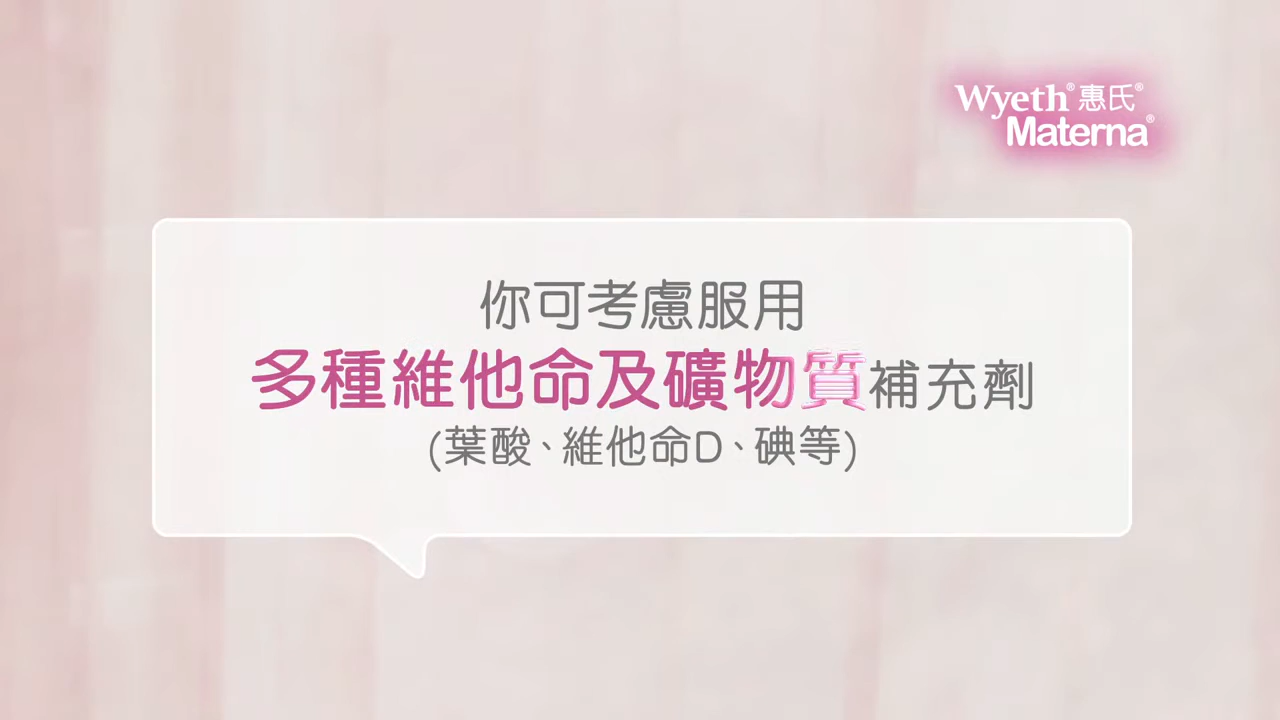 Wyeth® 惠氏®
Materna®
你可考慮服用
多種維他命及礦物質補充劑
(葉酸、維他命D、碘等)